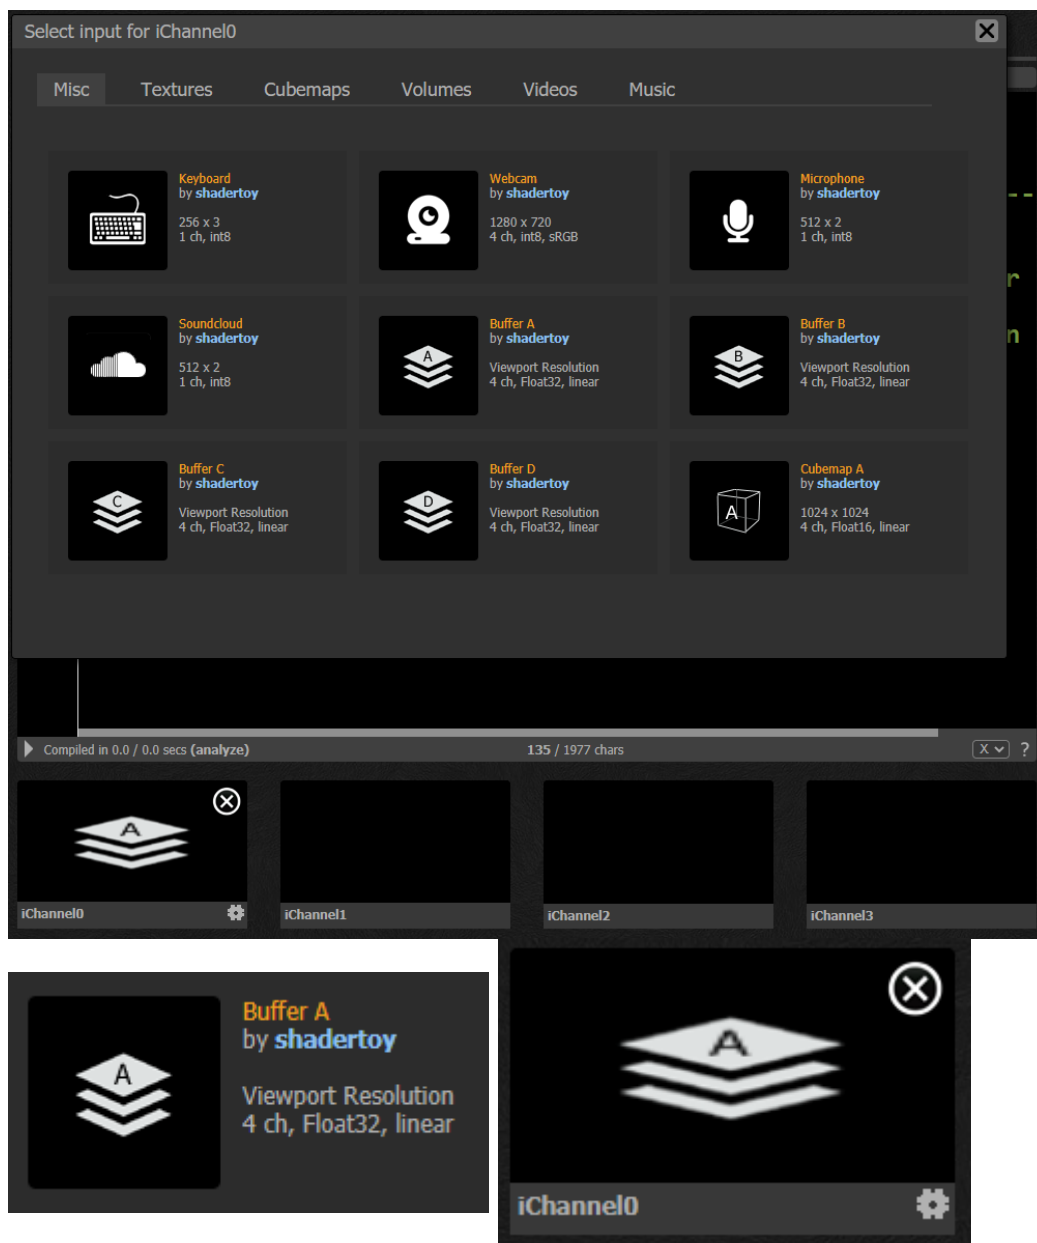 Select input for iChannel0
Misc Textures Cubemaps Volumes Videos Music
Keyboard
by shadertoy
256 x 3
1 ch, int8
Webcam
by shadertoy
1280 x 720
4 ch, int8, sRGB
Microphone
by shadertoy
512 x 2
1 ch, int8
Soundcloud
by shadertoy
512 x 2
1 ch, int8
A
Buffer A
by shadertoy
Viewport Resolution
4 ch, Float32, linear
B
Buffer B
by shadertoy
Viewport Resolution
4 ch, Float32, linear
C
Buffer C
by shadertoy
Viewport Resolution
4 ch, Float32, linear
D
Buffer D
by shadertoy
Viewport Resolution
4 ch, Float32, linear
A
Cubemap A
by shadertoy
1024 x 1024
4 ch, Float16, linear
--
r
n
Compiled in 0.0 / 0.0 secs (analyze) 135 / 1977 chars X ?
A
iChannel0 iChannel1 iChannel2 iChannel3
A
Buffer A
by shadertoy
Viewport Resolution
4 ch, Float32, linear
A
iChannel0